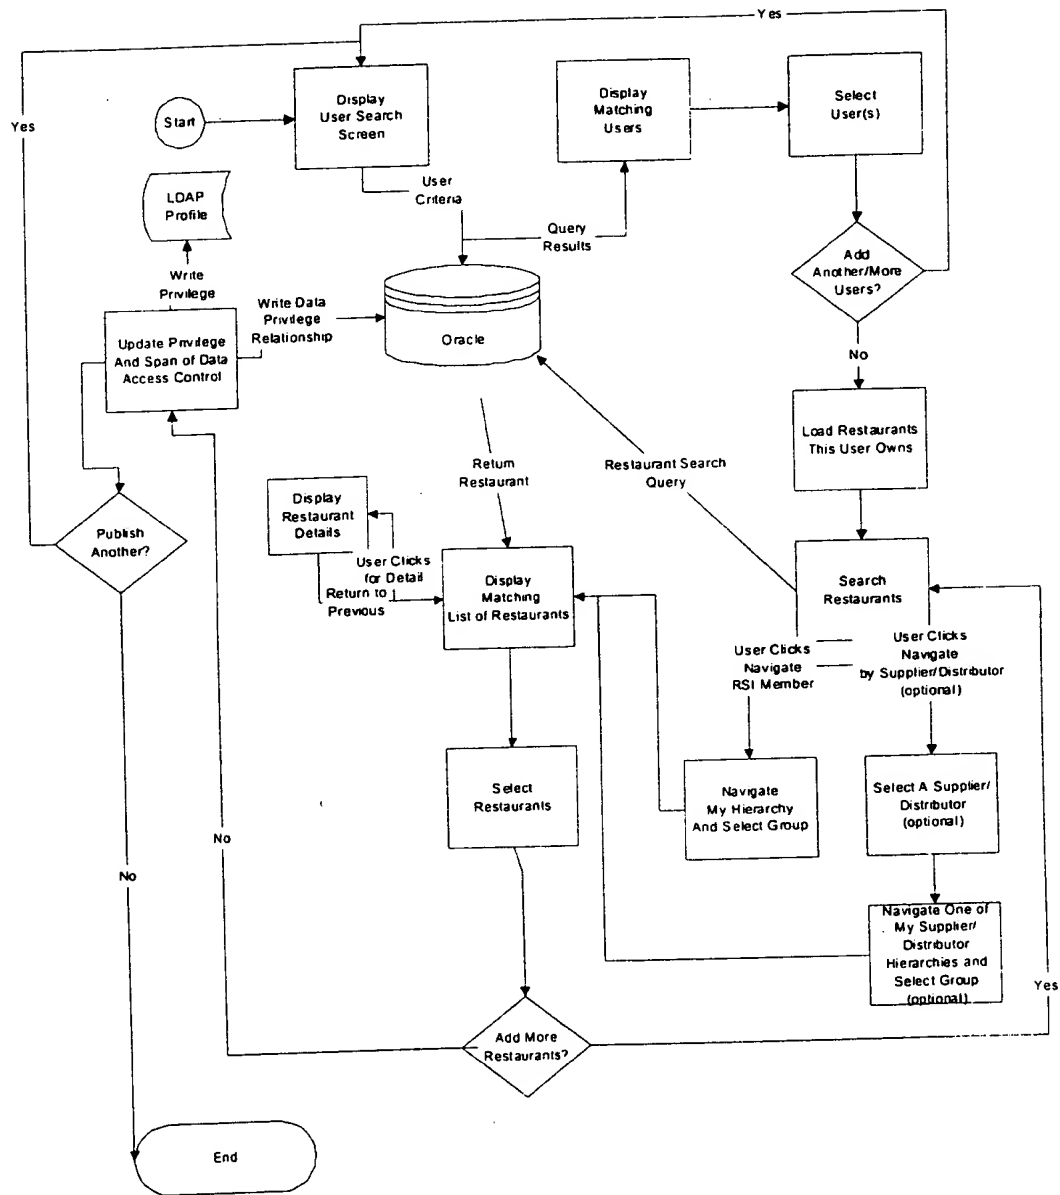 Yes
Yes
Start
Display
User Search
Screen
Display
Matching
Users
Select
User(s)
LDAP
Profile
User
Criteria
Query
Results
Add
Another/More
Users?
Write
Privilege
Write Data
Privilege
Relationship
Oracle
Update Privilege
And Span of Data
Access Control
No
Load Restaurants
This User Owns
Return
Restaurant
Restaurant Search
Query
Display
Restaurant
Details
Publish
Another?
User Clicks
for Detail
Return to
Previous
Display
Matching
List of Restaurants
Search
Restaurants
User Clicks
Navigate
RSI Member
User Clicks
Navigate
by Supplier/Distributor
(optional)
Select
Restaurants
Navigate
My Hierarchy
And Select Group
Select A Supplier/
Distributor
(optional)
No
No
Navigate One of
My Supplier/
Distributor
Hierarchies and
Select Group
(optional)
Yes
Add More
Restaurants?
End